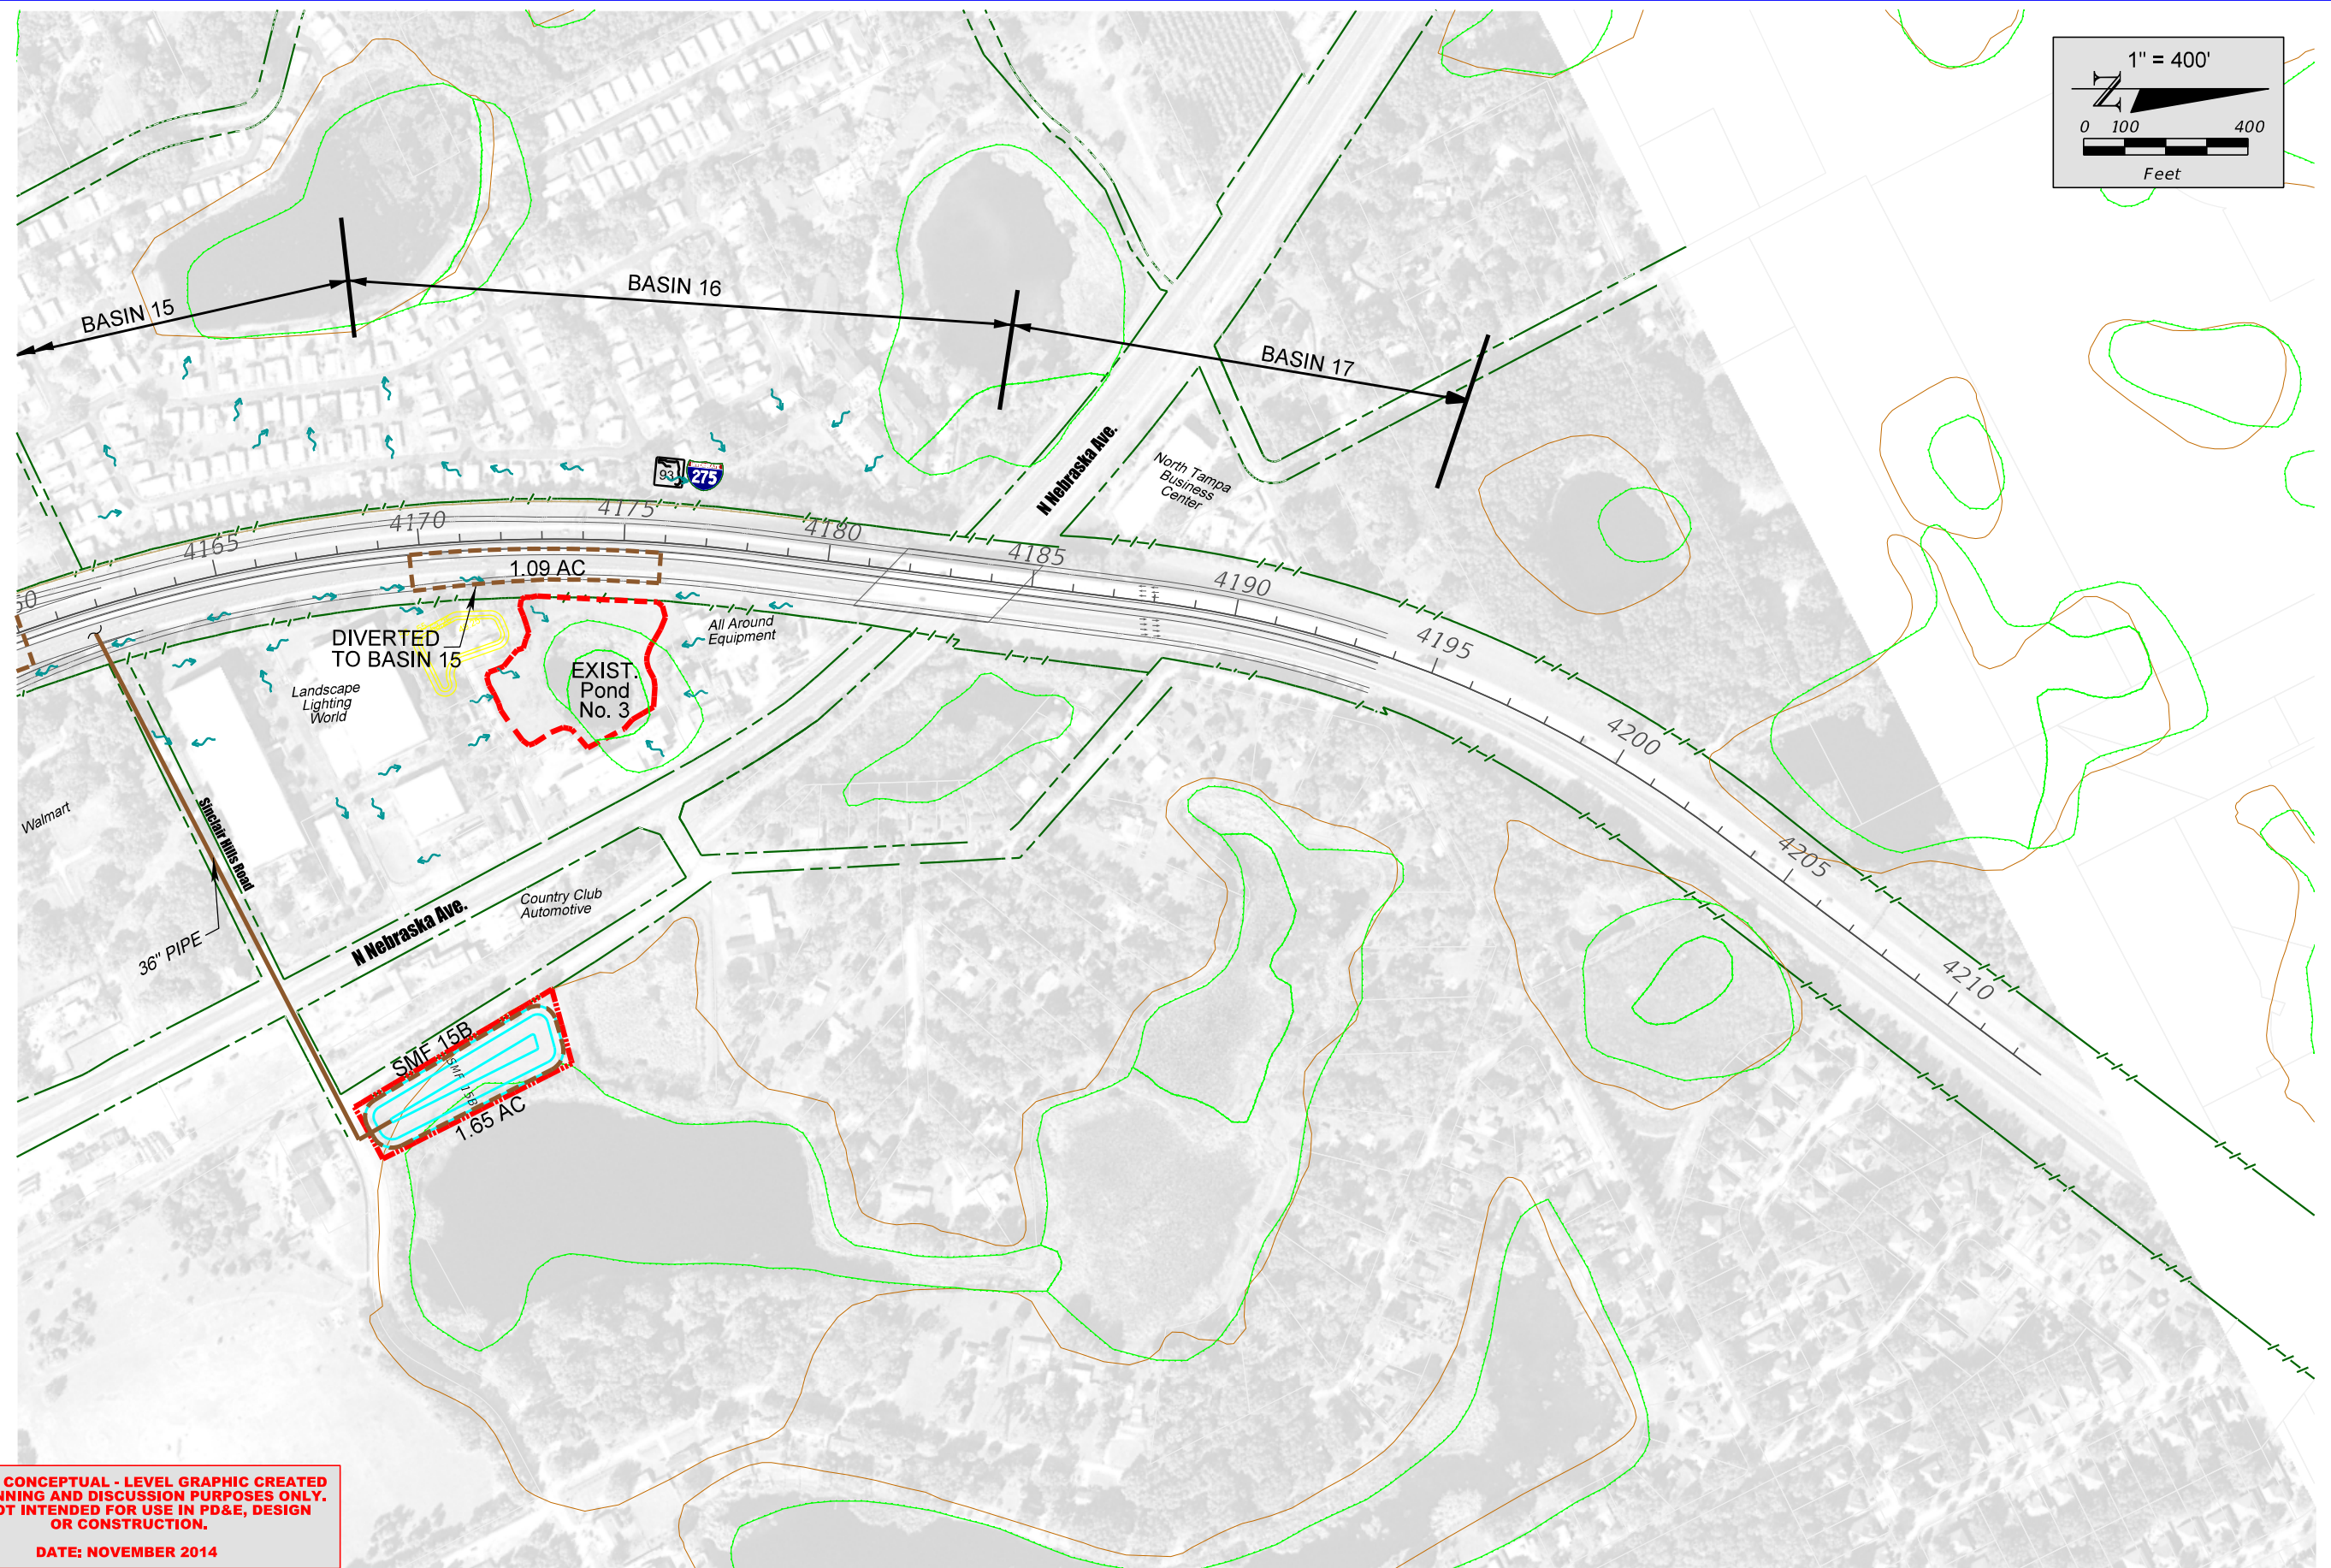 1" = 400'
N
0 100 400
Feet
BASIN 15
BASIN 16
BASIN 17
N Nebraska Ave.
North Tampa
Business
Center
93
INTERSTATE
275
4165
4170
4175
4180
4185
4190
4195
4200
4205
4210
1.09 AC
DIVERTED
TO BASIN 15
All Around
Equipment
EXIST.
Pond
No. 3
Landscape
Lighting
World
Walmart
Sinclair Hills Road
36" PIPE
N Nebraska Ave.
Country Club
Automotive
SMF 15B
SMF 15B
1.65 AC
CONCEPTUAL - LEVEL GRAPHIC CREATED
NNING AND DISCUSSION PURPOSES ONLY.
OT INTENDED FOR USE IN PD&E, DESIGN
OR CONSTRUCTION.
DATE: NOVEMBER 2014